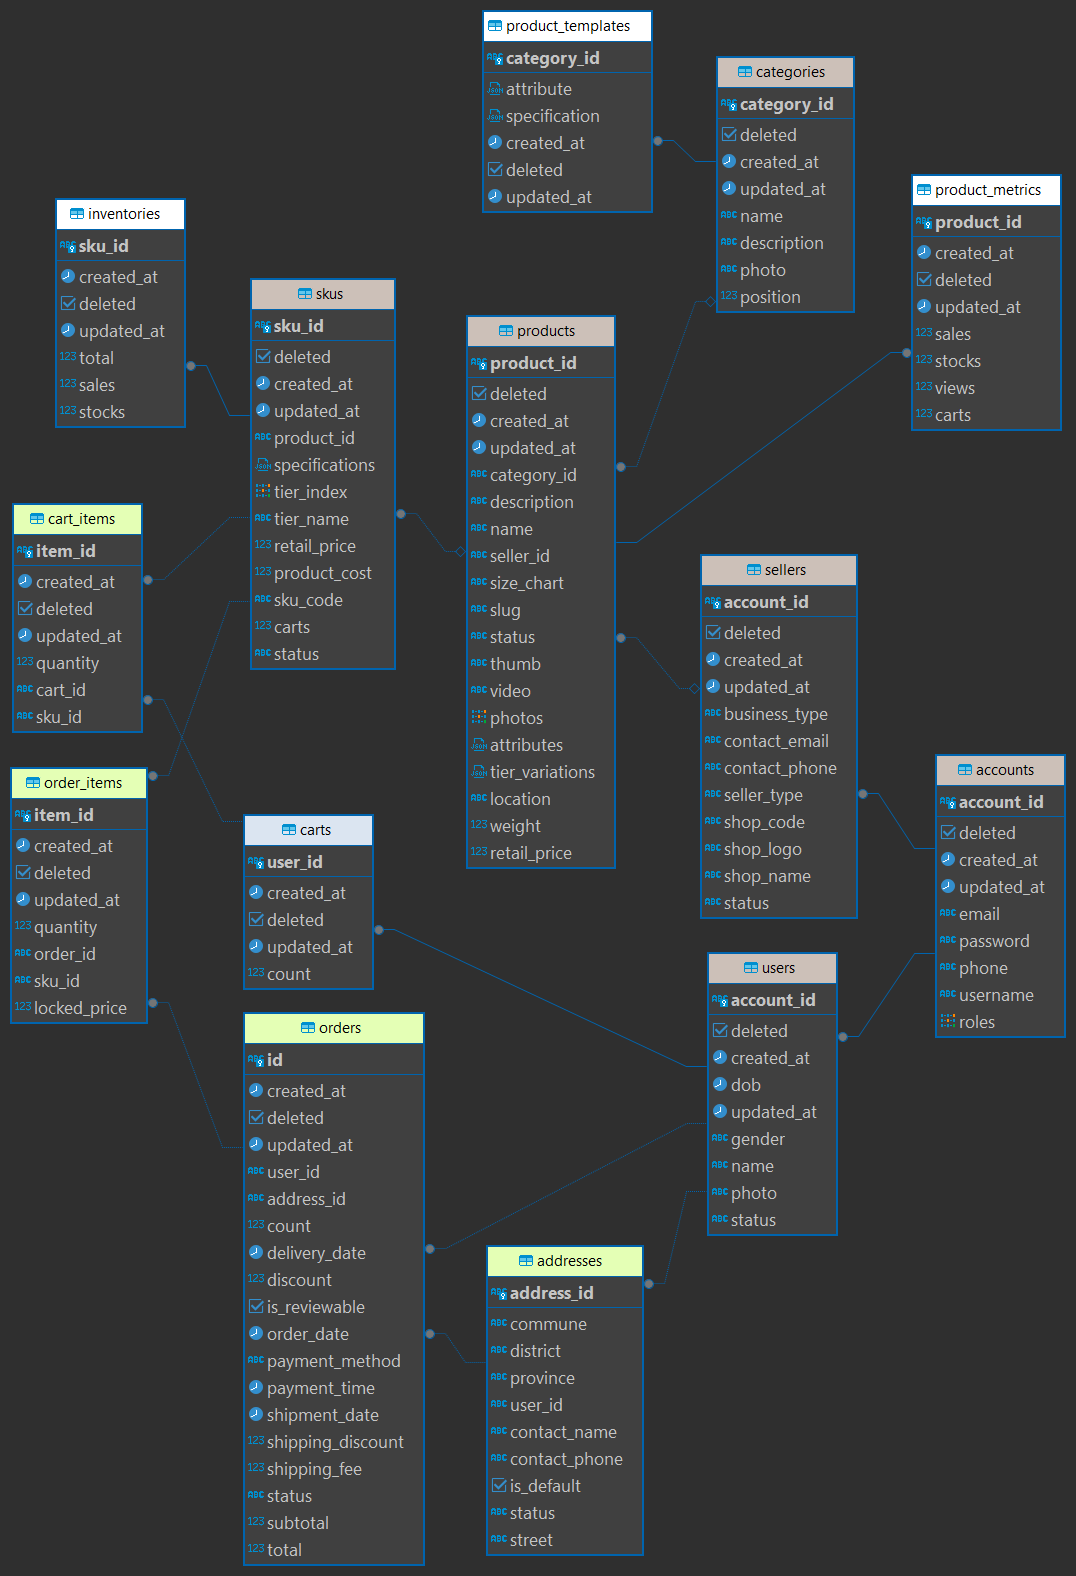 product_templates
category_id
attribute
specification
created_at
deleted
updated_at
categories
category_id
deleted
created_at
updated_at
name
description
photo
position
product_metrics
product_id
created_at
deleted
updated_at
sales
stocks
views
carts
inventories
sku_id
created_at
deleted
updated_at
total
sales
stocks
skus
sku_id
deleted
created_at
updated_at
product_id
specifications
tier_index
tier_name
retail_price
product_cost
sku_code
carts
status
products
product_id
deleted
created_at
updated_at
category_id
description
name
seller_id
size_chart
slug
status
thumb
video
photos
attributes
tier_variations
location
weight
retail_price
cart_items
item_id
created_at
deleted
updated_at
quantity
cart_id
sku_id
sellers
account_id
deleted
created_at
updated_at
business_type
contact_email
contact_phone
seller_type
shop_code
shop_logo
shop_name
status
accounts
account_id
deleted
created_at
updated_at
email
password
phone
username
roles
order_items
item_id
created_at
deleted
updated_at
quantity
order_id
sku_id
locked_price
carts
user_id
created_at
deleted
updated_at
count
users
account_id
deleted
created_at
dob
updated_at
gender
name
photo
status
orders
id
created_at
deleted
updated_at
user_id
address_id
count
delivery_date
discount
is_reviewable
order_date
payment_method
payment_time
shipment_date
shipping_discount
shipping_fee
status
subtotal
total
addresses
address_id
commune
district
province
user_id
contact_name
contact_phone
is_default
status
street